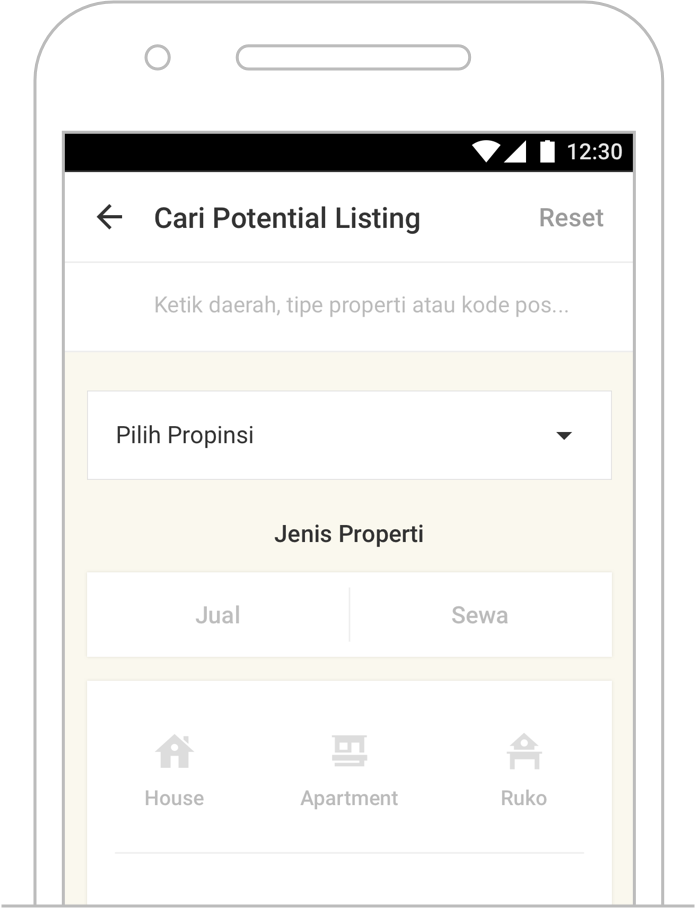 12:30
Cari Potential Listing Reset
Ketik daerah, tipe properti atau kode pos...
Pilih Propinsi
Jenis Properti
Jual Sewa
House Apartment Ruko